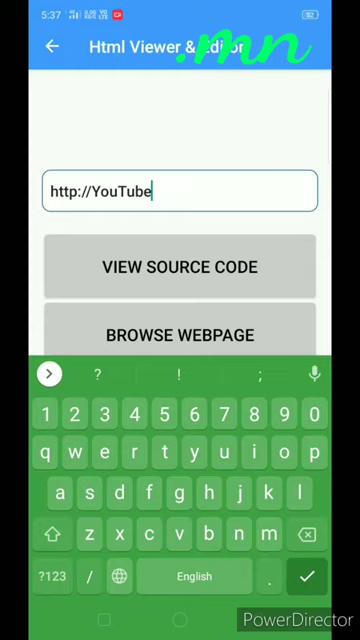 5:37
Html Viewer & Editor
.mn
http://YouTube
VIEW SOURCE CODE
BROWSE WEBPAGE
? ! ;
1 2 3 4 5 6 7 8 9 0
q w e r t y u i o p
a s d f g h j k l
z x c v b n m
?123 / English .
PowerDirector